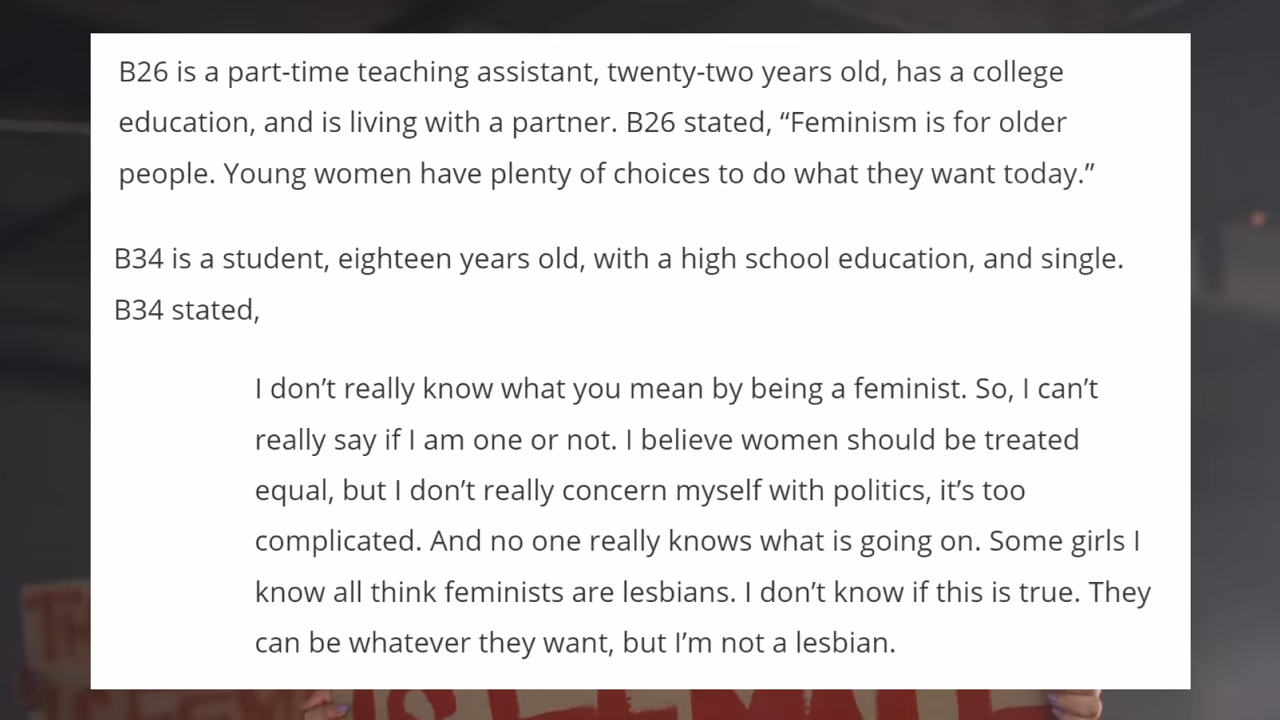 B26 is a part-time teaching assistant, twenty-two years old, has a college
education, and is living with a partner. B26 stated, “Feminism is for older
people. Young women have plenty of choices to do what they want today.”
B34 is a student, eighteen years old, with a high school education, and single.
B34 stated,
I don’t really know what you mean by being a feminist. So, I can’t
really say if I am one or not. I believe women should be treated
equal, but I don’t really concern myself with politics, it’s too
complicated. And no one really knows what is going on. Some girls I
know all think feminists are lesbians. I don’t know if this is true. They
can be whatever they want, but I’m not a lesbian.